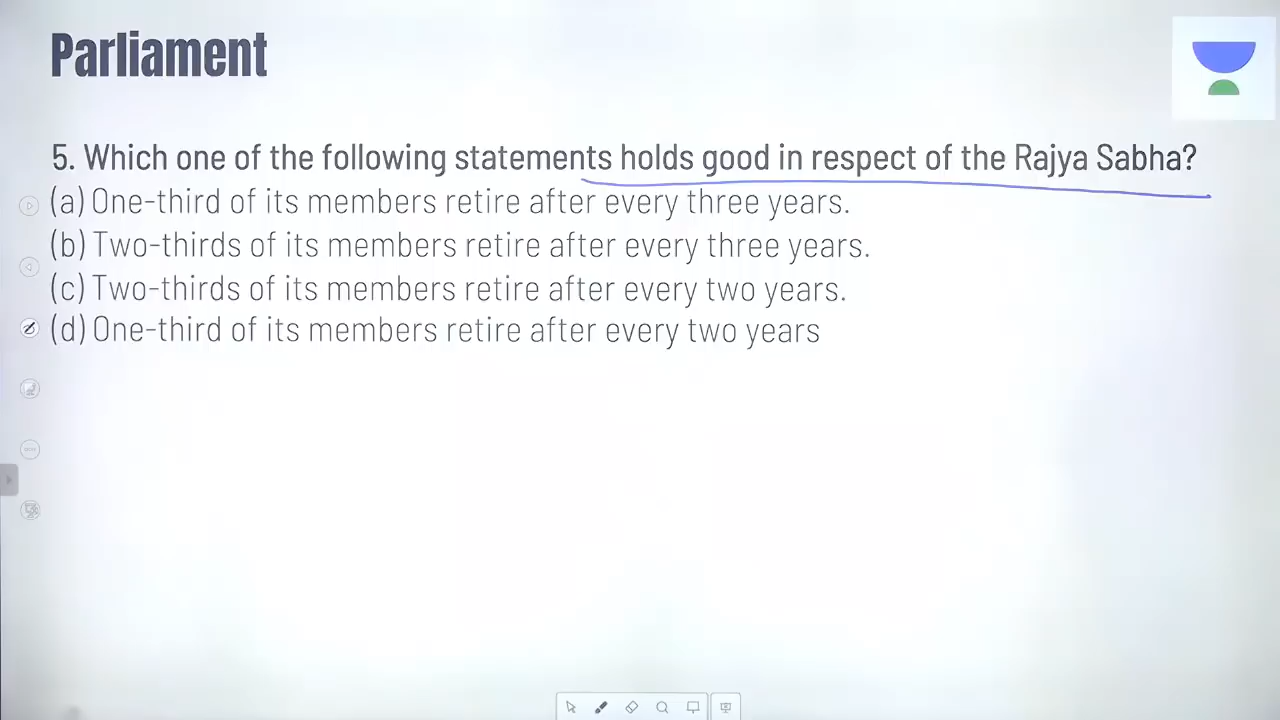 Parliament
5. Which one of the following statements holds good in respect of the Rajya Sabha?
(a) One-third of its members retire after every three years.
(b) Two-thirds of its members retire after every three years.
(c) Two-thirds of its members retire after every two years.
(d) One-third of its members retire after every two years